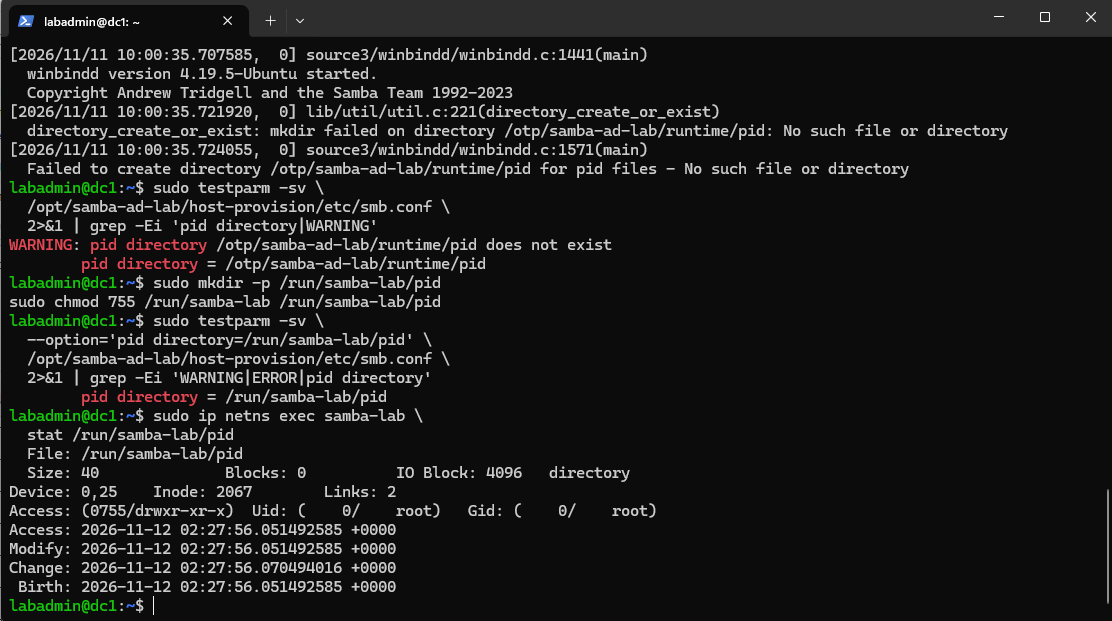 labadmin@dc1: ~
[2026/11/11 10:00:35.707585,  0] source3/winbindd/winbindd.c:1441(main)
  winbindd version 4.19.5-Ubuntu started.
  Copyright Andrew Tridgell and the Samba Team 1992-2023
[2026/11/11 10:00:35.721920,  0] lib/util/util.c:221(directory_create_or_exist)
  directory_create_or_exist: mkdir failed on directory /otp/samba-ad-lab/runtime/pid: No such file or directory
[2026/11/11 10:00:35.724055,  0] source3/winbindd/winbindd.c:1571(main)
  Failed to create directory /otp/samba-ad-lab/runtime/pid for pid files - No such file or directory
labadmin@dc1:~$ sudo testparm -sv \
  /opt/samba-ad-lab/host-provision/etc/smb.conf \
  2>&1 | grep -Ei 'pid directory|WARNING'
WARNING: pid directory /otp/samba-ad-lab/runtime/pid does not exist
        pid directory = /otp/samba-ad-lab/runtime/pid
labadmin@dc1:~$ sudo mkdir -p /run/samba-lab/pid
sudo chmod 755 /run/samba-lab /run/samba-lab/pid
labadmin@dc1:~$ sudo testparm -sv \
  --option='pid directory=/run/samba-lab/pid' \
  /opt/samba-ad-lab/host-provision/etc/smb.conf \
  2>&1 | grep -Ei 'WARNING|ERROR|pid directory'
        pid directory = /run/samba-lab/pid
labadmin@dc1:~$ sudo ip netns exec samba-lab \
  stat /run/samba-lab/pid
  File: /run/samba-lab/pid
  Size: 40              Blocks: 0          IO Block: 4096   directory
Device: 0,25    Inode: 2067        Links: 2
Access: (0755/drwxr-xr-x)  Uid: (    0/    root)   Gid: (    0/    root)
Access: 2026-11-12 02:27:56.051492585 +0000
Modify: 2026-11-12 02:27:56.051492585 +0000
Change: 2026-11-12 02:27:56.070494016 +0000
 Birth: 2026-11-12 02:27:56.051492585 +0000
labadmin@dc1:~$